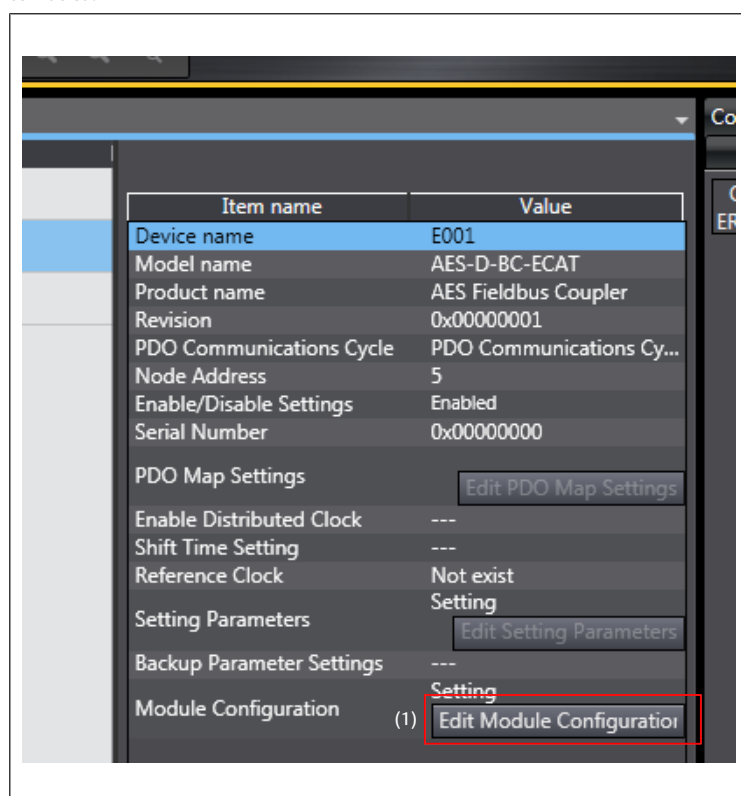 Co
Item name Value
C
ER
Device name E001
Model name AES-D-BC-ECAT
Product name AES Fieldbus Coupler
Revision 0x00000001
PDO Communications Cycle PDO Communications Cy...
Node Address 5
Enable/Disable Settings Enabled
Serial Number 0x00000000
PDO Map Settings Edit PDO Map Settings
Enable Distributed Clock ---
Shift Time Setting ---
Reference Clock Not exist
Setting
Setting Parameters Edit Setting Parameters
Backup Parameter Settings ---
Setting
Module Configuration (1) Edit Module Configuration